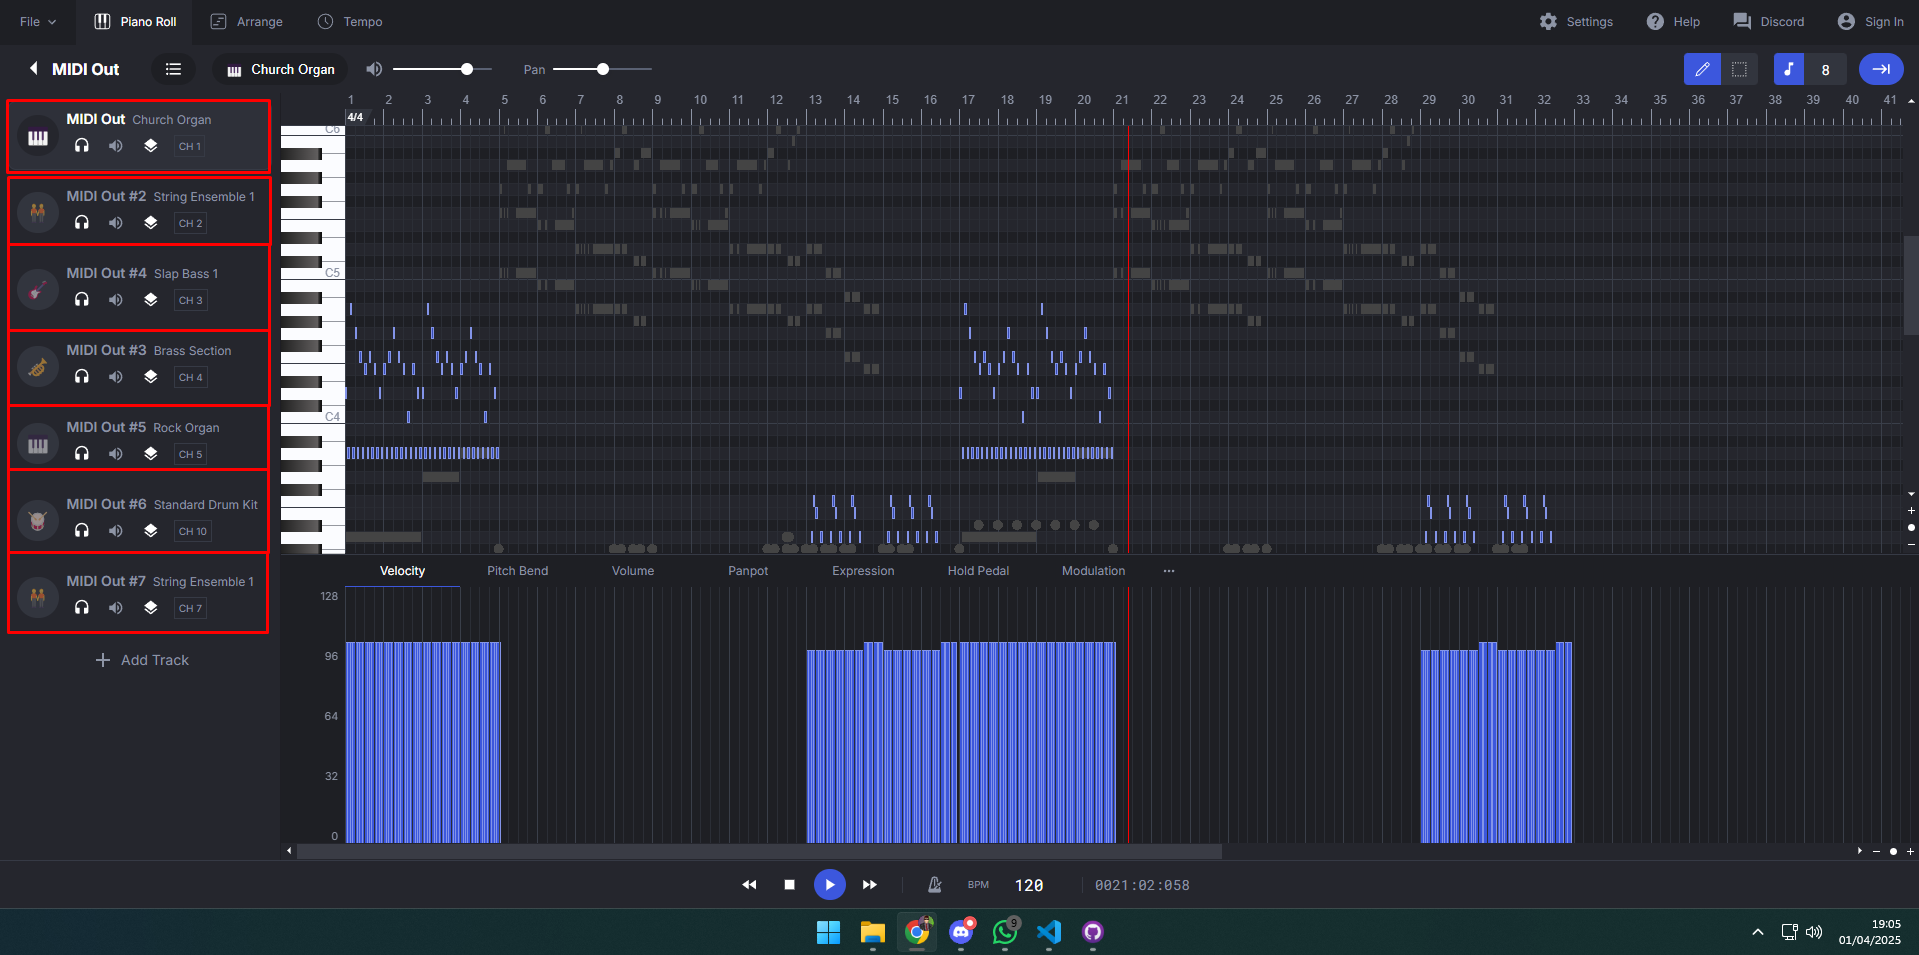 File Piano Roll Arrange Tempo Settings Help Discord Sign In
MIDI Out Church Organ Pan 8
1 2 3 4 5 6 7 8 9 10 11 12 13 14 15 16 17 18 19 20 21 22 23 24 25 26 27 28 29 30 31 32 33 34 35 36 37 38 39 40 41
4/4
MIDI Out Church Organ
CH 1
MIDI Out #2 String Ensemble 1
CH 2
MIDI Out #4 Slap Bass 1
CH 3
MIDI Out #3 Brass Section
CH 4
MIDI Out #5 Rock Organ
CH 5
MIDI Out #6 Standard Drum Kit
CH 10
MIDI Out #7 String Ensemble 1
CH 7
Add Track
C6
C5
C4
Velocity Pitch Bend Volume Panpot Expression Hold Pedal Modulation ...
128
96
64
32
0
BPM 120 0021:02:058
9
19:05
01/04/2025